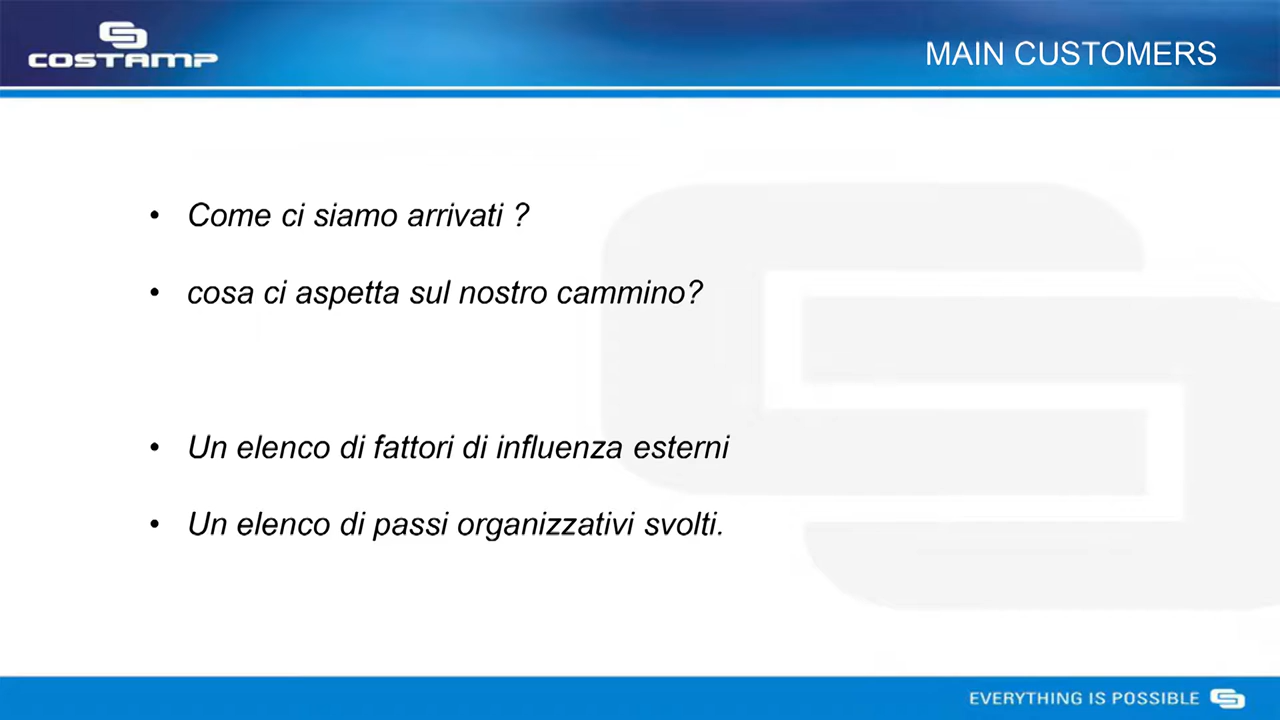 COSTAMP
MAIN CUSTOMERS
• Come ci siamo arrivati ?
• cosa ci aspetta sul nostro cammino?
• Un elenco di fattori di influenza esterni
• Un elenco di passi organizzativi svolti.
EVERYTHING IS POSSIBLE